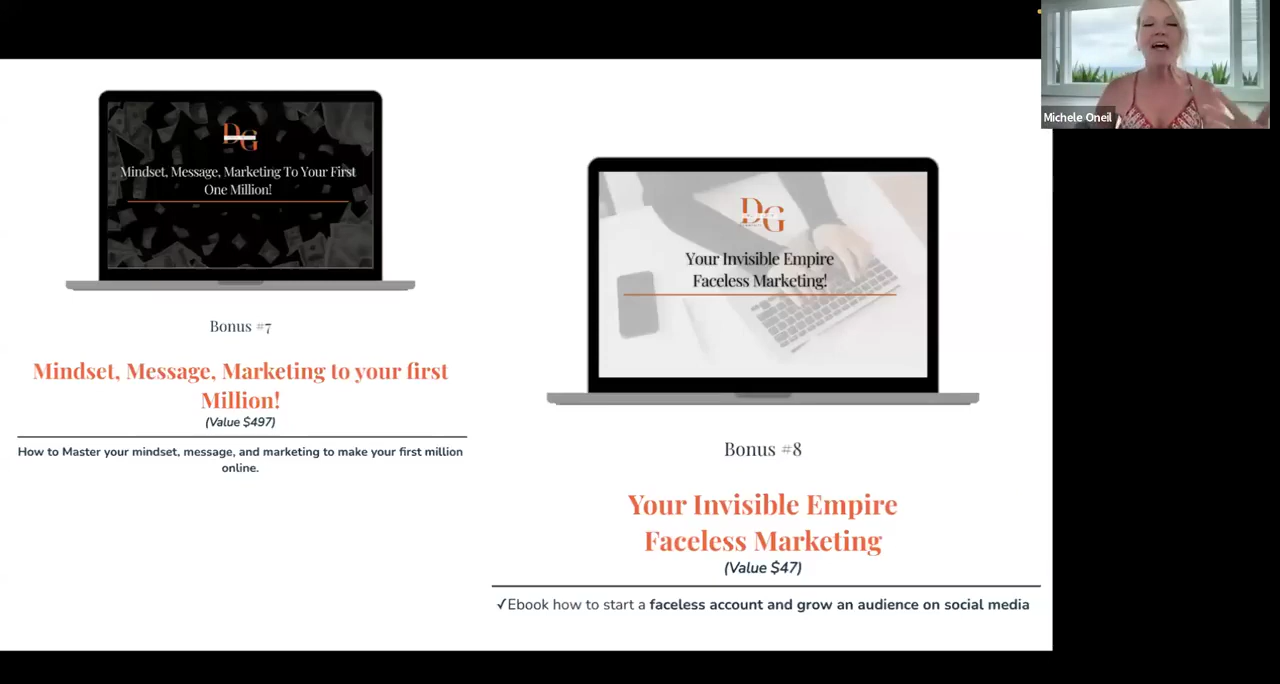 Michele Oneil
DG
Mindset, Message, Marketing To Your First
One Million!
Bonus #7
Mindset, Message, Marketing to your first
Million!
(Value $497)
How to Master your mindset, message, and marketing to make your first million
online.
DG
Your Invisible Empire
Faceless Marketing!
Bonus #8
Your Invisible Empire
Faceless Marketing
(Value $47)
✓Ebook how to start a faceless account and grow an audience on social media